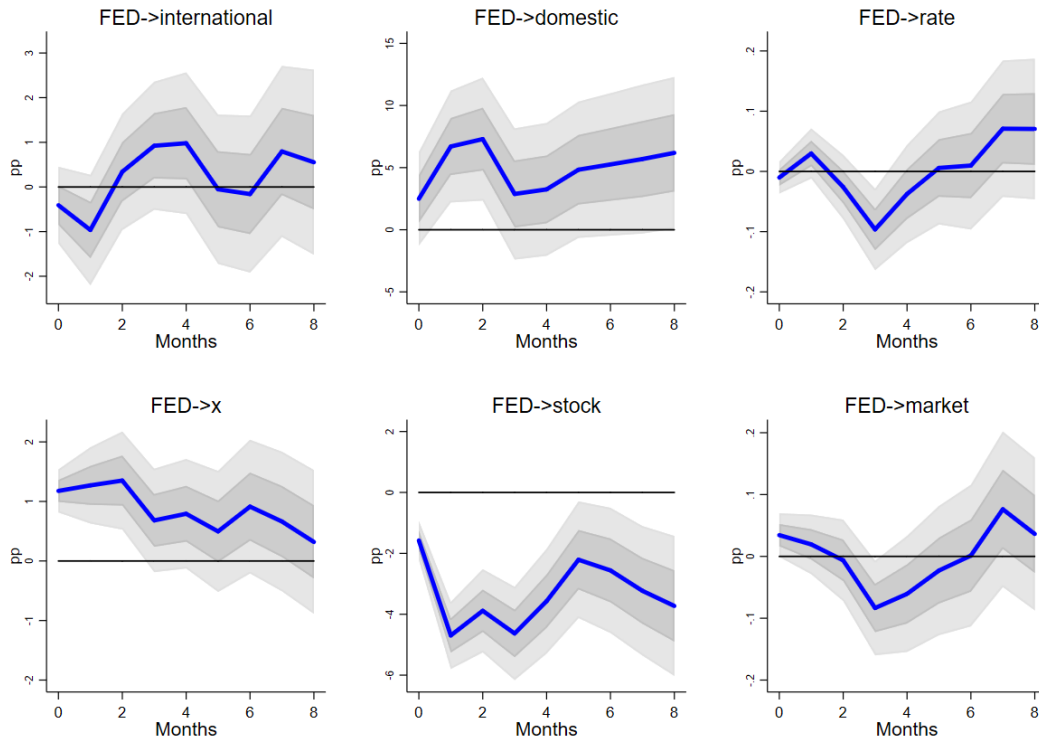 FED->international
FED->domestic
FED->rate
pp
3
2
1
0
-1
-2
0 2 4 6 8
Months
pp
15
10
5
0
-5
0 2 4 6 8
Months
pp
.2
.1
0
-.1
-.2
0 2 4 6 8
Months
FED->x
FED->stock
FED->market
pp
2
1
0
-1
-2
0 2 4 6 8
Months
pp
2
0
-2
-4
-6
0 2 4 6 8
Months
pp
.2
.1
0
-.1
-.2
0 2 4 6 8
Months